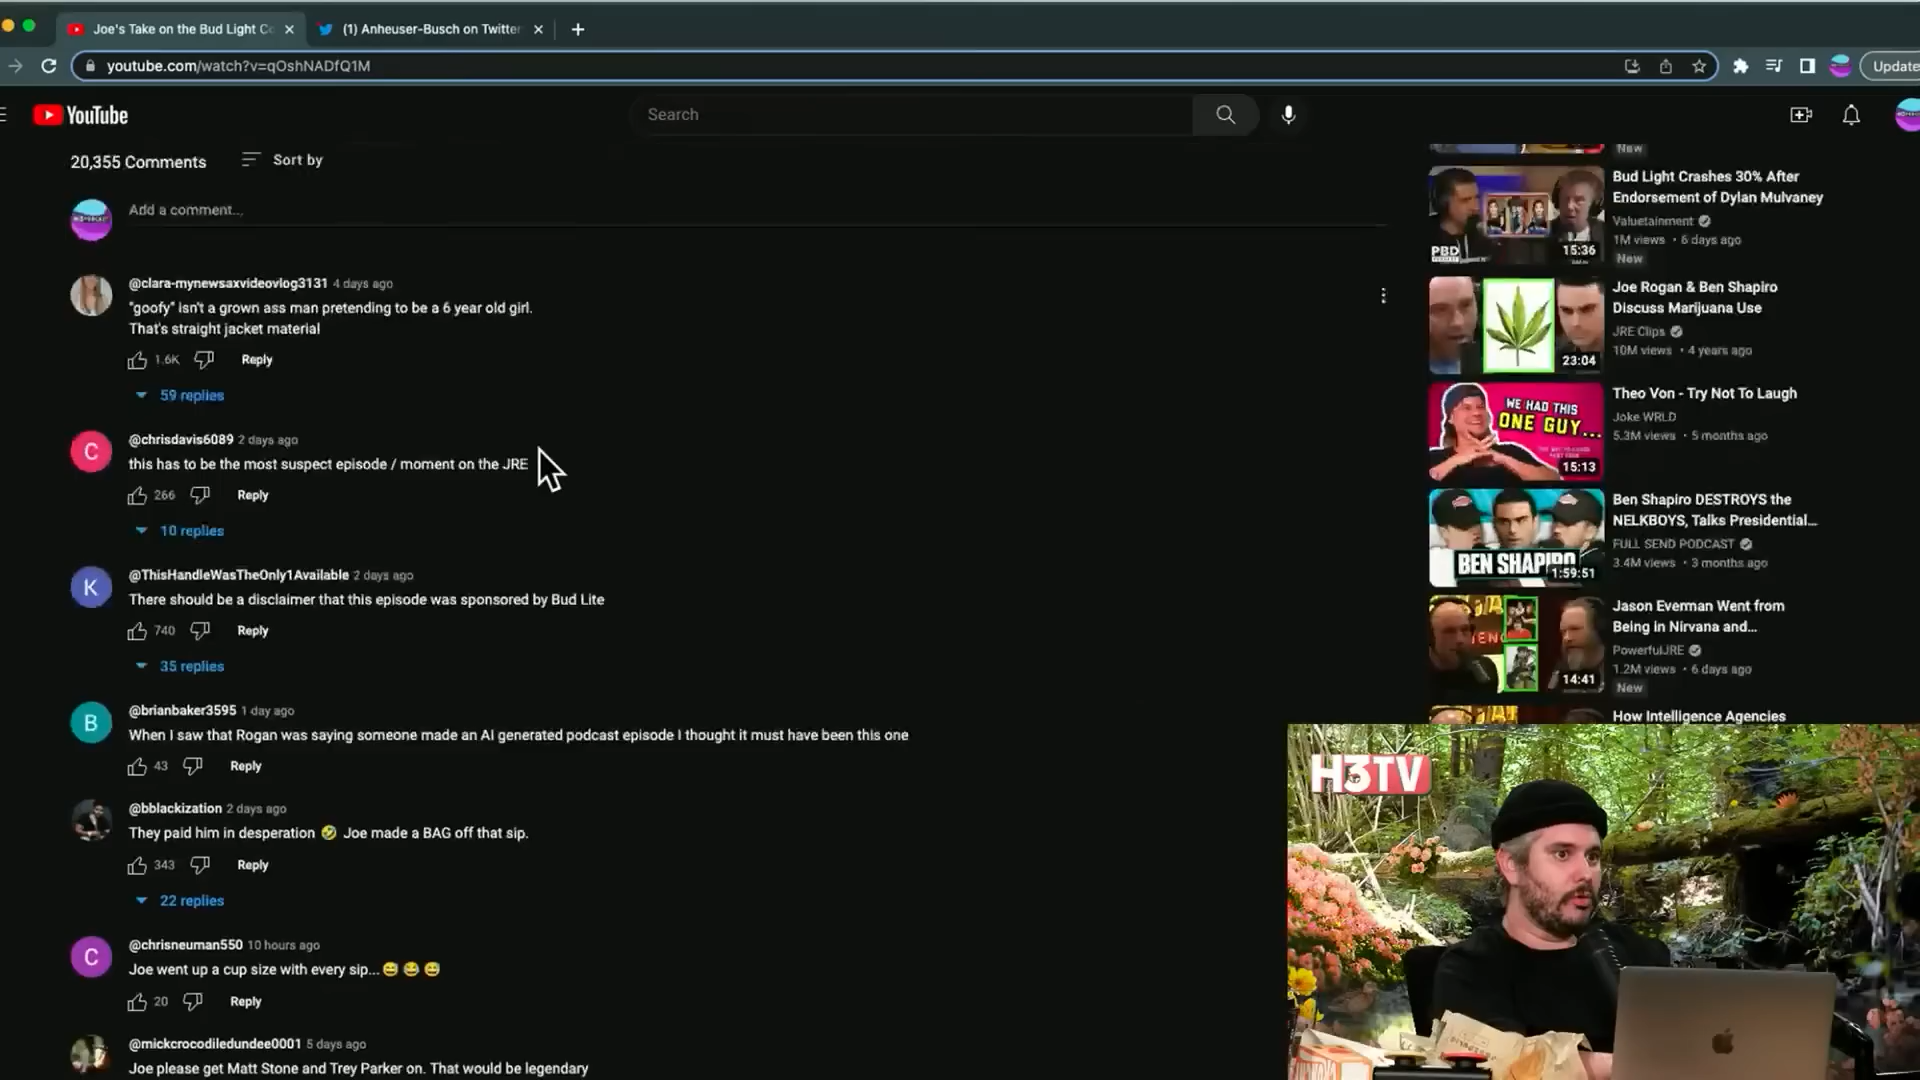 Joe's Take on the Bud Light Co
(1) Anheuser-Busch on Twitter
youtube.com/watch?v=qOshNADfQ1M
Update
YouTube
Search
20,355 Comments
Sort by
Add a comment...
@clara-mynewsaxvideovlog3131 4 days ago
"goofy" isn't a grown ass man pretending to be a 6 year old girl.
That's straight jacket material
1.6K
Reply
59 replies
@chrisdavis6089 2 days ago
this has to be the most suspect episode / moment on the JRE
266
Reply
10 replies
@ThisHandleWasTheOnly1Available 2 days ago
There should be a disclaimer that this episode was sponsored by Bud Lite
740
Reply
35 replies
@brianbaker3595 1 day ago
When I saw that Rogan was saying someone made an AI generated podcast episode I thought it must have been this one
43
Reply
@bblackization 2 days ago
They paid him in desperation 🤣 Joe made a BAG off that sip.
343
Reply
22 replies
@chrisneuman550 10 hours ago
Joe went up a cup size with every sip... 😅 😂 😅
20
Reply
@mickcrocodiledundee0001 5 days ago
Joe please get Matt Stone and Trey Parker on. That would be legendary
New
PBD
15:36
Bud Light Crashes 30% After
Endorsement of Dylan Mulvaney
Valuetainment
1M views • 6 days ago
New
23:04
Joe Rogan & Ben Shapiro
Discuss Marijuana Use
JRE Clips
10M views • 4 years ago
WE HAD THIS
ONE GUY...
15:13
Theo Von - Try Not To Laugh
Joke WRLD
5.3M views • 5 months ago
BEN SHAPIRO
1:59:51
Ben Shapiro DESTROYS the
NELKBOYS, Talks Presidential...
FULL SEND PODCAST
3.4M views • 3 months ago
14:41
Jason Everman Went from
Being in Nirvana and...
PowerfulJRE
1.2M views • 6 days ago
New
How Intelligence Agencies
H3TV